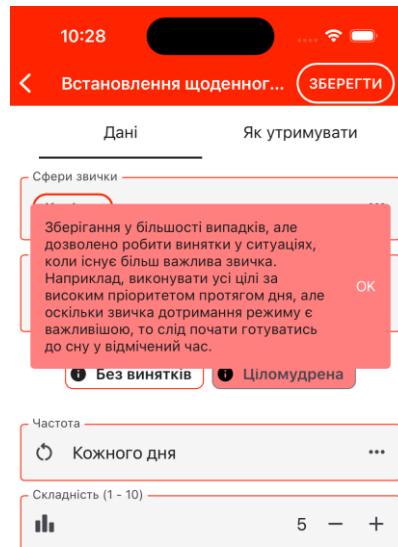 10:28
Встановлення щоденног...
ЗБЕРЕГТИ
Дані
Як утримувати
Сфери звички
Зберігання у більшості випадків, але
дозволено робити винятки у ситуаціях,
коли існує більш важлива звичка.
Наприклад, виконувати усі цілі за
високим пріоритетом протягом дня, але
оскільки звичка дотримання режиму є
важливішою, то слід почати готуватись
до сну у відмічений час.
OK
Без винятків
Ціломудрена
Частота
Кожного дня
Складність (1 - 10)
5 — +